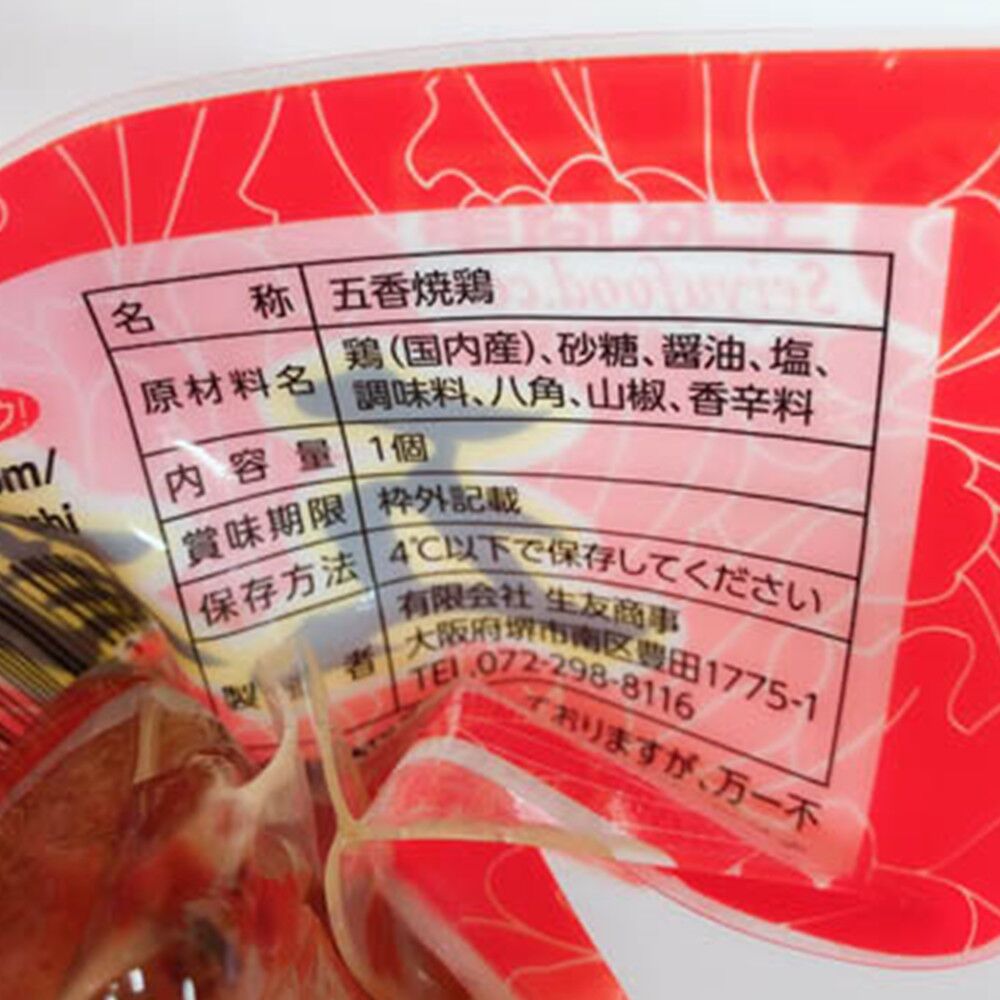 名称 五香焼鶏
原材料名 鶏(国内産)、砂糖、醤油、塩、
調味料、八角、山椒、香辛料
内容量 1個
賞味期限 枠外記載
保存方法 4℃以下で保存してください
製 者 有限会社 生友商事
大阪府堺市南区豊田1775-1
TEL.072-298-8116
おりますが、万一不
om/